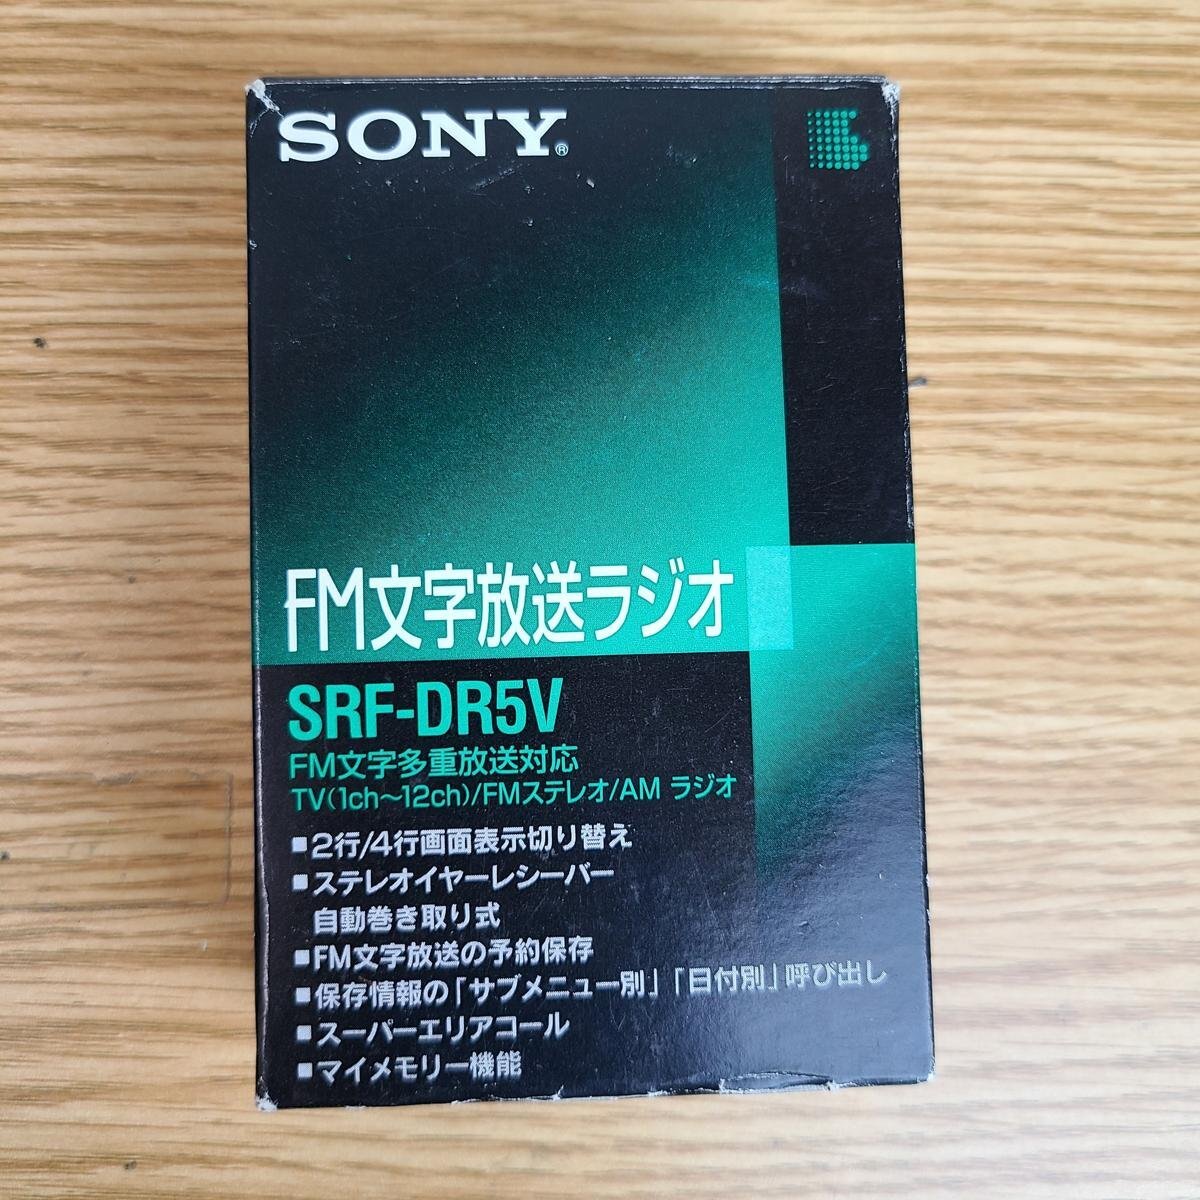 SONY®
FM文字放送ラジオ
SRF-DR5V
FM文字多重放送対応
TV(1ch〜12ch)/FMステレオ/AM ラジオ
■2行/4行画面表示切り替え
■ステレオイヤーレシーバー
自動巻き取り式
■FM文字放送の予約保存
■保存情報の「サブメニュー別」「日付別」呼び出し
■スーパーエリアコール
■マイメモリー機能